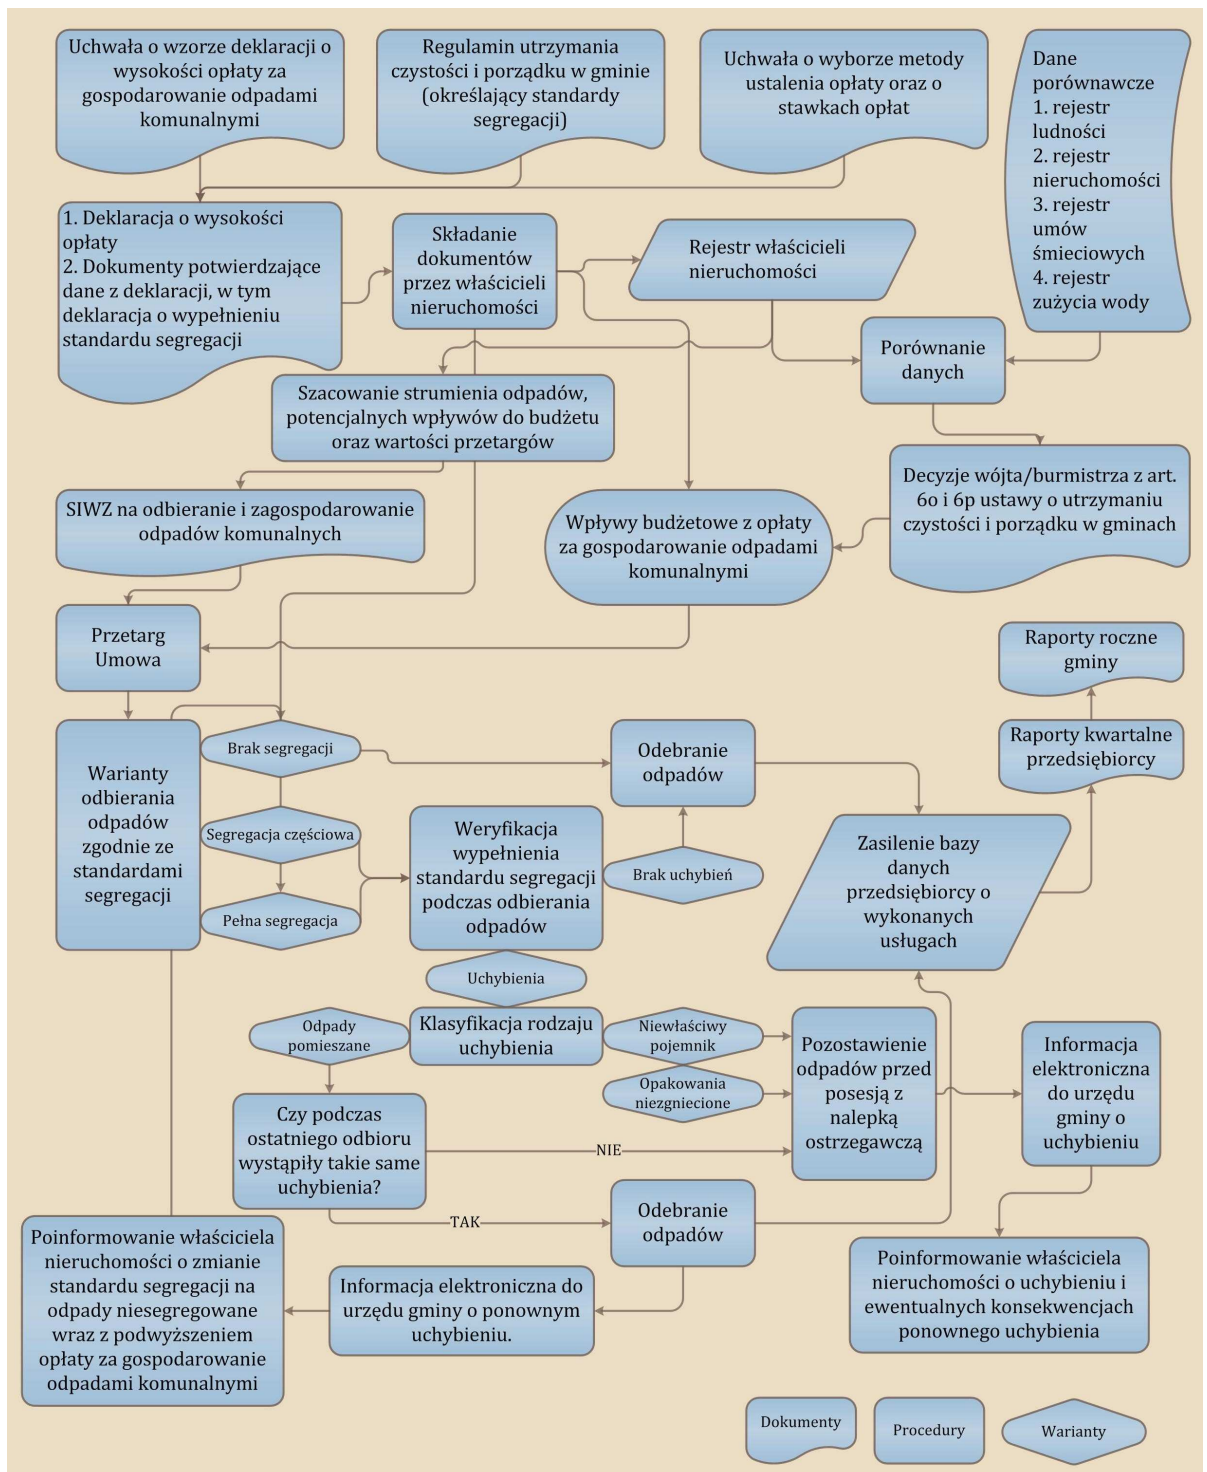 Uchwała o wzorze deklaracji o
wysokości opłaty za
gospodarowanie odpadami
komunalnymi
Regulamin utrzymania
czystości i porządku w gminie
(określający standardy
segregacji)
Uchwała o wyborze metody
ustalenia opłaty oraz o
stawkach opłat
Dane
porównawcze
1. rejestr
ludności
2. rejestr
nieruchomości
3. rejestr
umów
śmieciowych
4. rejestr
zużycia wody
1. Deklaracja o wysokości
opłaty
2. Dokumenty potwierdzające
dane z deklaracji, w tym
deklaracja o wypełnieniu
standardu segregacji
Składanie
dokumentów
przez właścicieli
nieruchomości
Rejestr właścicieli
nieruchomości
Porównanie
danych
Szacowanie strumienia odpadów,
potencjalnych wpływów do budżetu
oraz wartości przetargów
Decyzje wójta/burmistrza z art.
6o i 6p ustawy o utrzymaniu
czystości i porządku w gminach
SIWZ na odbieranie i zagospodarowanie
odpadów komunalnych
Wpływy budżetowe z opłaty
za gospodarowanie odpadami
komunalnymi
Przetarg
Umowa
Raporty roczne
gminy
Raporty kwartalne
przedsiębiorcy
Warianty
odbierania
odpadów
zgodnie ze
standardami
segregacji
Brak segregacji
Segregacja częściowa
Pełna segregacja
Odebranie
odpadów
Weryfikacja
wypełnienia
standardu segregacji
podczas odbierania
odpadów
Brak uchybień
Zasilenie bazy
danych
przedsiębiorcy o
wykonanych
usługach
Uchybienia
Odpady
pomieszane
Klasyfikacja rodzaju
uchybienia
Niewłaściwy
pojemnik
Opakowania
niezgniecione
Pozostawienie
odpadów przed
posesją z
nalepką
ostrzegawczą
Informacja
elektroniczna
do urzędu
gminy o
uchybieniu
Czy podczas
ostatniego odbioru
wystąpiły takie same
uchybienia?
NIE
TAK
Odebranie
odpadów
Poinformowanie właściciela
nieruchomości o zmianie
standardu segregacji na
odpady niesegregowane
wraz z podwyższeniem
opłaty za gospodarowanie
odpadami komunalnymi
Informacja elektroniczna do
urzędu gminy o ponownym
uchybieniu.
Poinformowanie właściciela
nieruchomości o uchybieniu i
ewentualnych konsekwencjach
ponownego uchybienia
Dokumenty
Procedury
Warianty